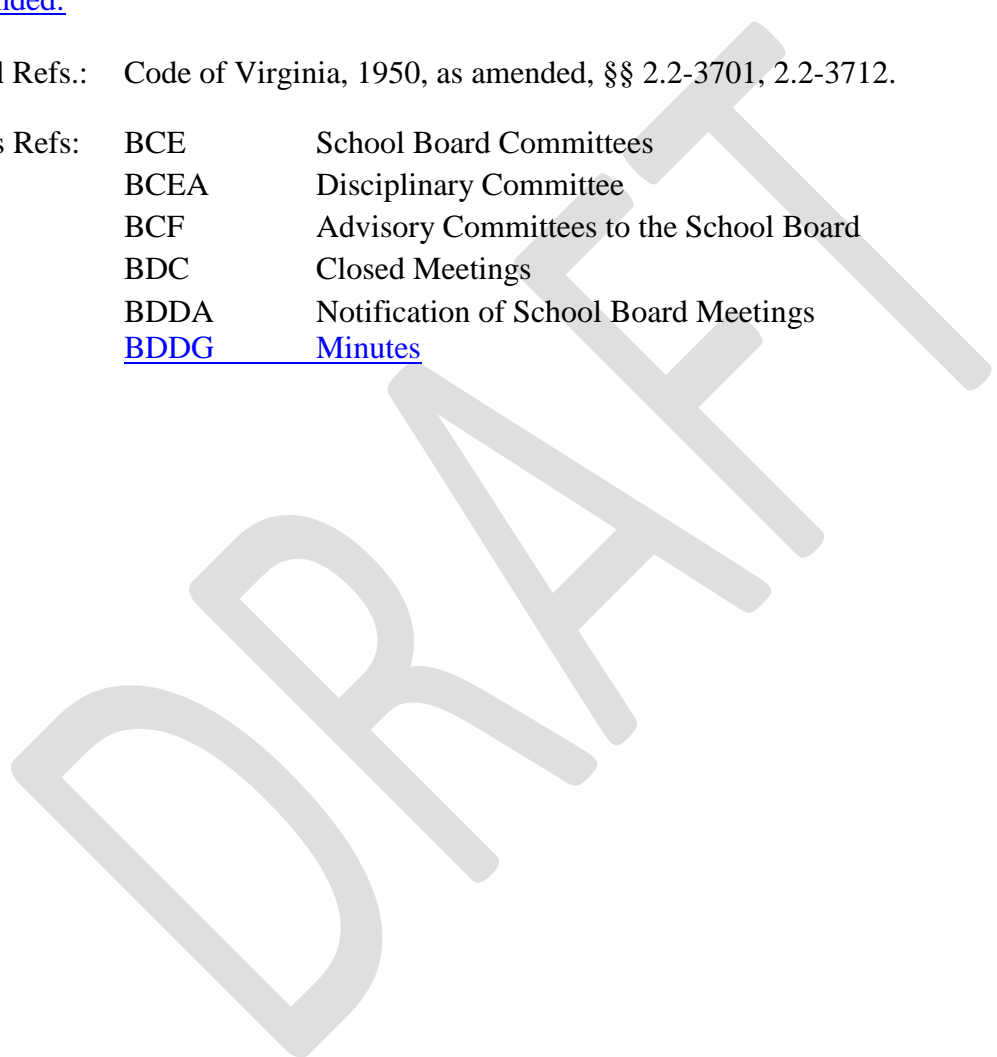 nded.
l Refs.: Code of Virginia, 1950, as amended, §§ 2.2-3701, 2.2-3712.
s Refs: BCE School Board Committees
BCEA Disciplinary Committee
BCF Advisory Committees to the School Board
BDC Closed Meetings
BDDA Notification of School Board Meetings
BDDG Minutes
DRAFT